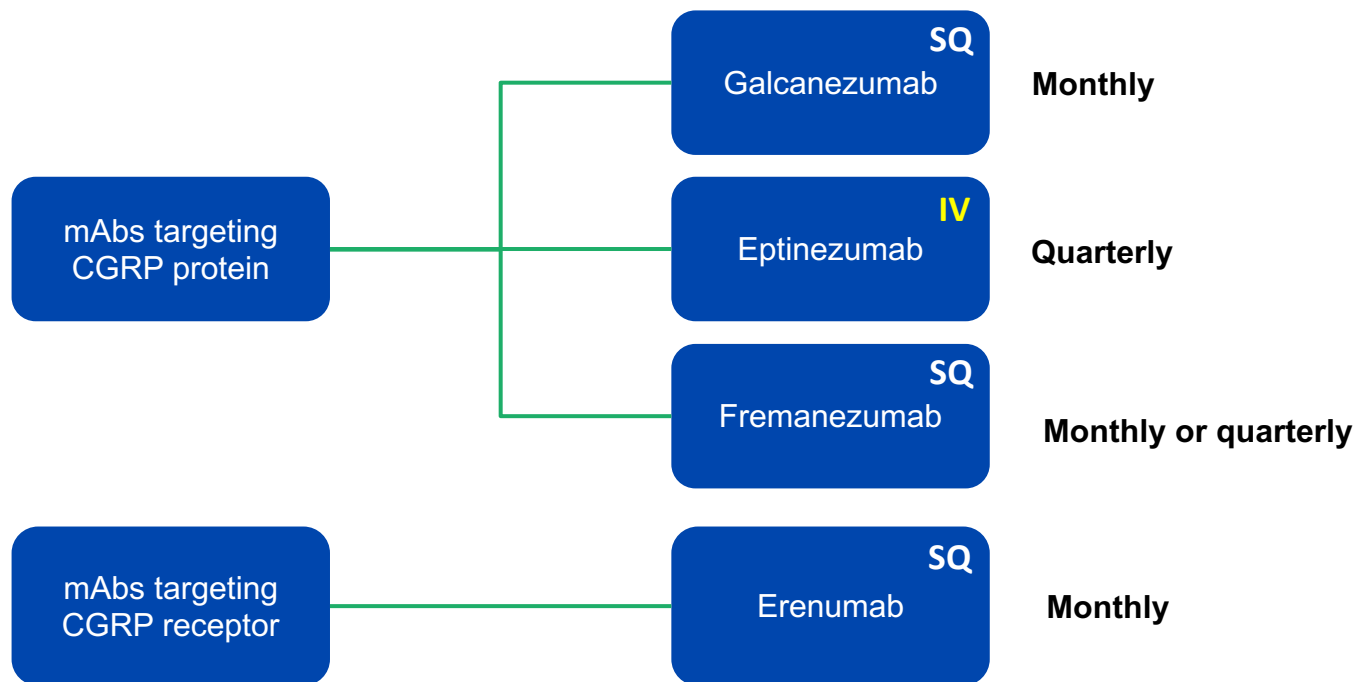 SQ
Galcanezumab
Monthly
mAbs targeting
CGRP protein
IV
Eptinezumab
Quarterly
SQ
Fremanezumab
Monthly or quarterly
mAbs targeting
CGRP receptor
SQ
Erenumab
Monthly